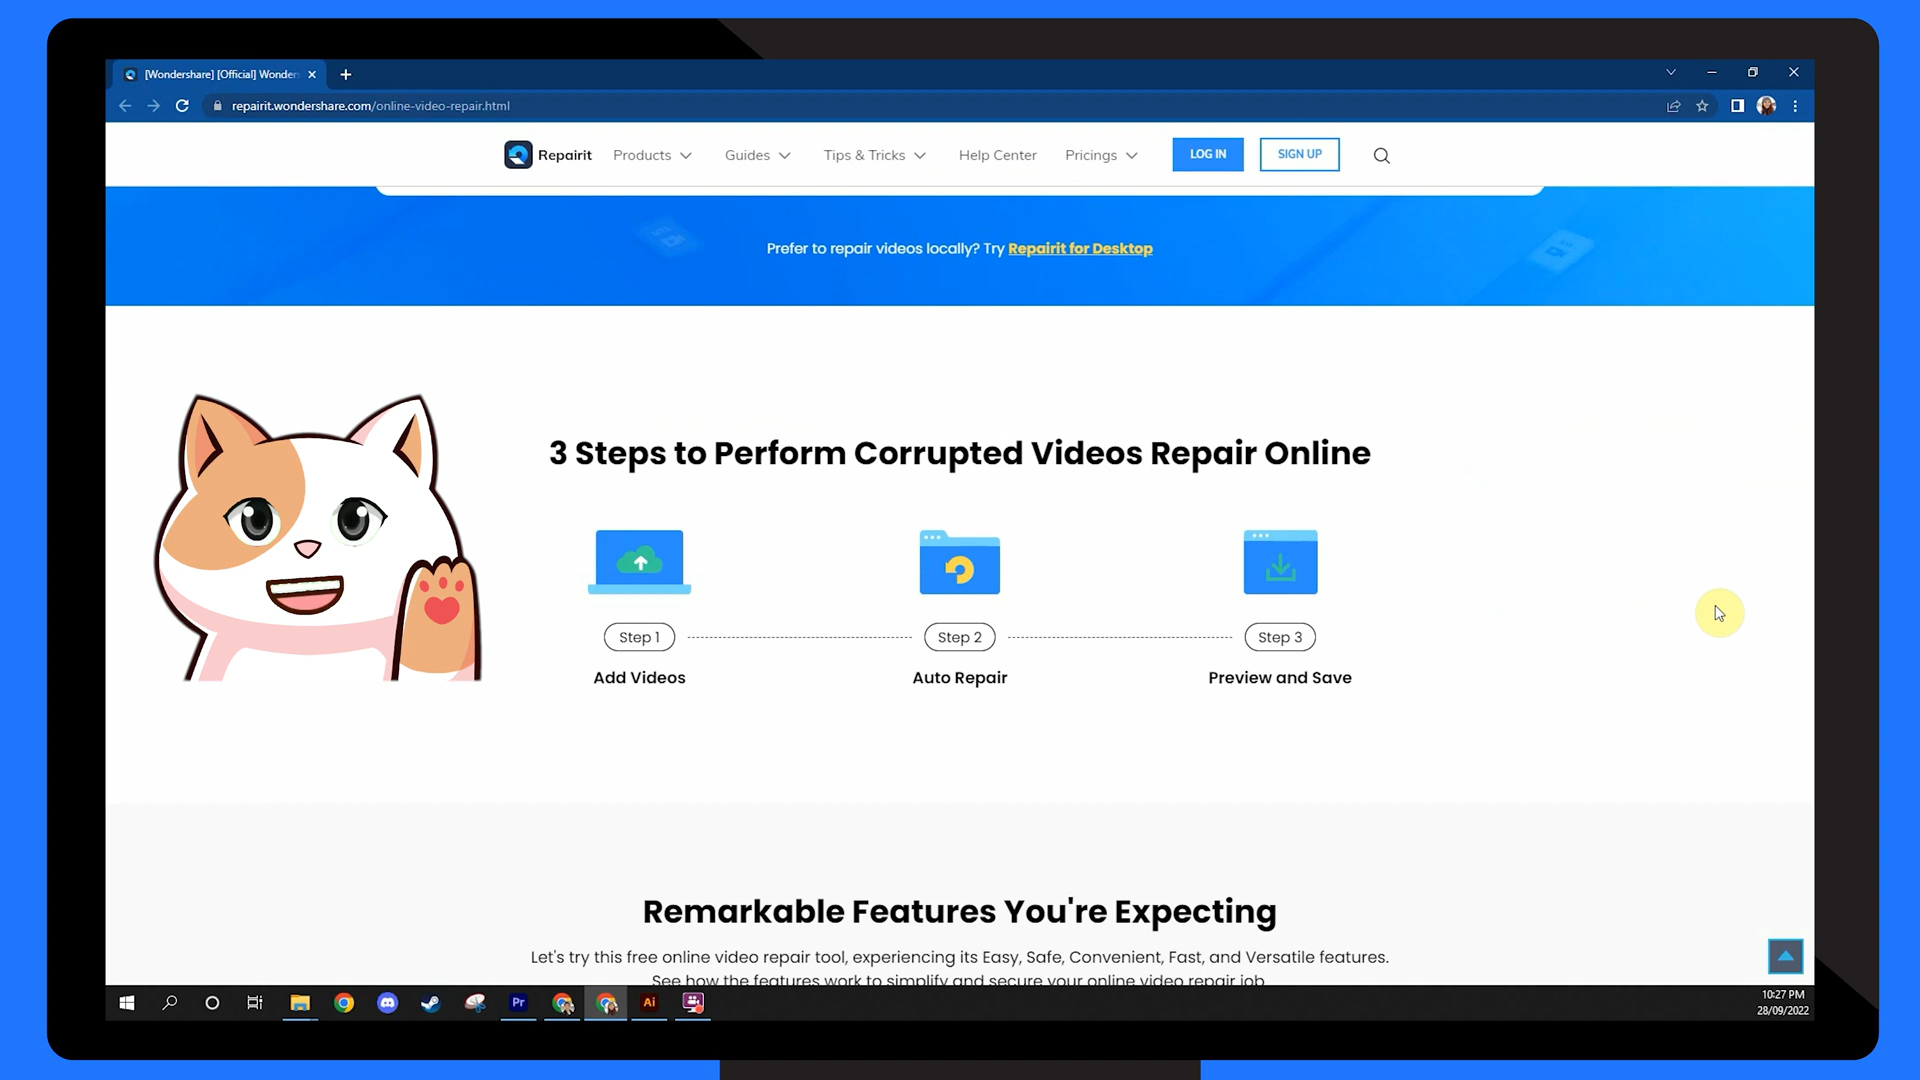 [Wondershare] [Official] Wonders
repairit.wondershare.com/online-video-repair.html
Repairit
Products
Guides
Tips & Tricks
Help Center
Pricings
LOG IN
SIGN UP
Prefer to repair videos locally? Try Repairit for Desktop
3 Steps to Perform Corrupted Videos Repair Online
Step 1
Step 2
Step 3
Add Videos
Auto Repair
Preview and Save
Remarkable Features You're Expecting
Let's try this free online video repair tool, experiencing its Easy, Safe, Convenient, Fast, and Versatile features.
See how the features work to simplify and secure your online video repair job
Pr
Ai
10:27 PM
28/09/2022